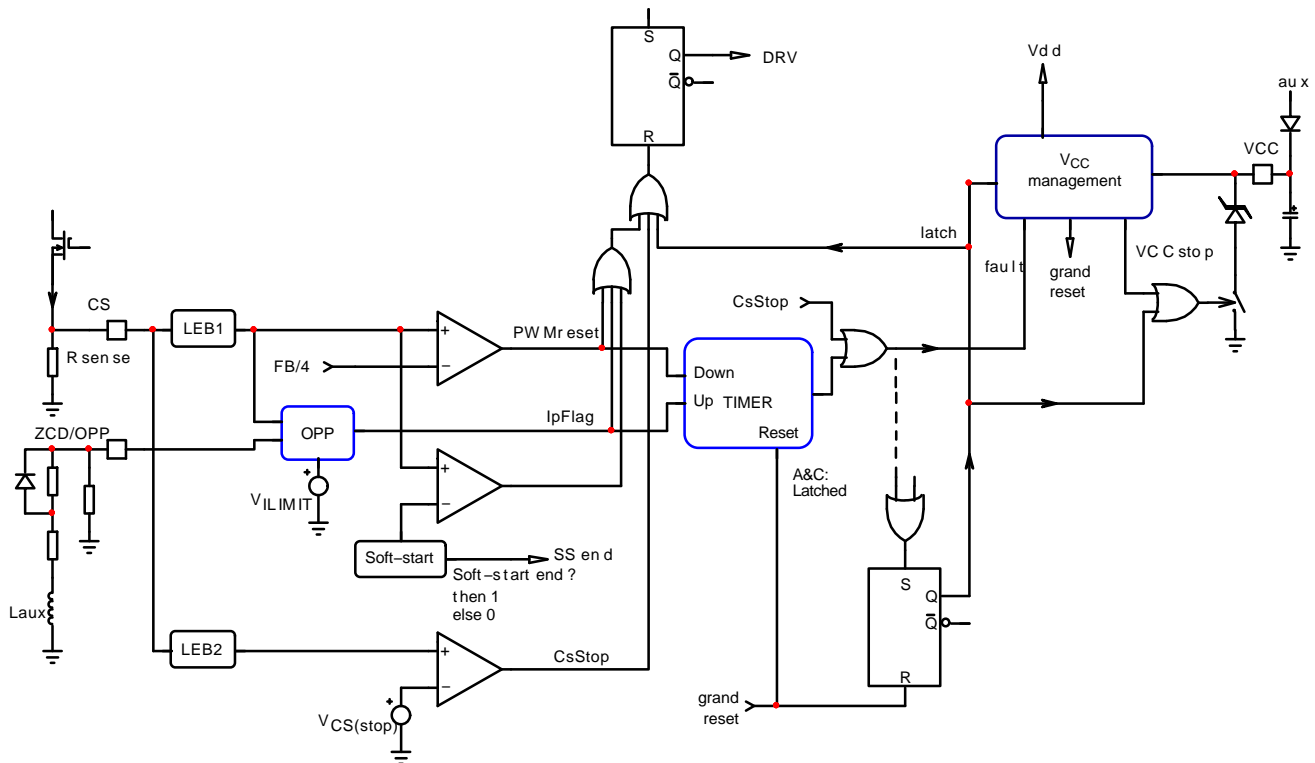 S
Q
DRV
Q
R
Vdd
aux
VCC
VCC
management
latch
fault
grand
reset
VCCstop
CS
LEB1
Rsense
FB/4
PWMreset
CsStop
Down
Up
TIMER
Reset
ZCD/OPP
OPP
IpFlag
VILIMIT
A&C:
Latched
Soft-start
SSend
Soft-start end ?
then 1
else 0
Laux
LEB2
CsStop
VCS(stop)
S
Q
Q
R
grand
reset
+
−
+
−
+
−
+
+
+